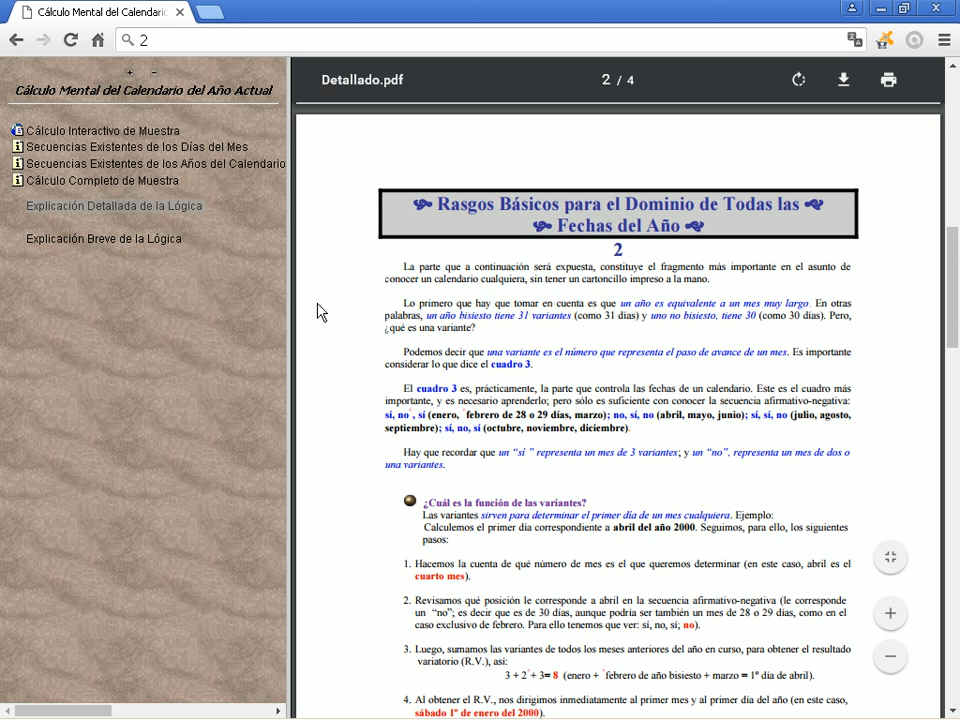 Cálculo Mental del Calendario
2
+ −
Cálculo Mental del Calendario del Año Actual
Cálculo Interactivo de Muestra
Secuencias Existentes de los Días del Mes
Secuencias Existentes de los Años del Calendario
Cálculo Completo de Muestra
Explicación Detallada de la Lógica
Explicación Breve de la Lógica
Detallado.pdf
2 / 4
Rasgos Básicos para el Dominio de Todas las
Fechas del Año
2
La parte que a continuación será expuesta, constituye el fragmento más importante en el asunto de
conocer un calendario cualquiera, sin tener un cartoncillo impreso a la mano.
Lo primero que hay que tomar en cuenta es que un año es equivalente a un mes muy largo. En otras
palabras, un año bisiesto tiene 31 variantes (como 31 días) y uno no bisiesto, tiene 30 (como 30 días). Pero,
¿qué es una variante?
Podemos decir que una variante es el número que representa el paso de avance de un mes. Es importante
considerar lo que dice el cuadro 3.
El cuadro 3 es, prácticamente, la parte que controla las fechas de un calendario. Este es el cuadro más
importante, y es necesario aprenderlo; pero sólo es suficiente con conocer la secuencia afirmativo-negativa:
sí, no*, sí (enero, *febrero de 28 o 29 días, marzo); no, sí, no (abril, mayo, junio); sí, sí, no (julio, agosto,
septiembre); sí, no, sí (octubre, noviembre, diciembre).
Hay que recordar que un “sí ” representa un mes de 3 variantes; y un “no”, representa un mes de dos o
una variantes.
¿Cuál es la función de las variantes?
Las variantes sirven para determinar el primer día de un mes cualquiera. Ejemplo:
Calculemos el primer día correspondiente a abril del año 2000. Seguimos, para ello, los siguientes
pasos:
1. Hacemos la cuenta de qué número de mes es el que queremos determinar (en este caso, abril es el
cuarto mes).
2. Revisamos qué posición le corresponde a abril en la secuencia afirmativo-negativa (le corresponde
un “no”; es decir que es de 30 días, aunque podría ser también un mes de 28 o 29 días, como en el
caso exclusivo de febrero. Para ello tenemos que ver: sí, no, sí; no).
3. Luego, sumamos las variantes de todos los meses anteriores del año en curso, para obtener el resultado
variatorio (R.V.), así:
3 + 2*+ 3= 8 (enero + *febrero de año bisiesto + marzo = 1º día de abril).
4. Al obtener el R.V., nos dirigimos inmediatamente al primer mes y al primer día del año (en este caso,
sábado 1º de enero del 2000).